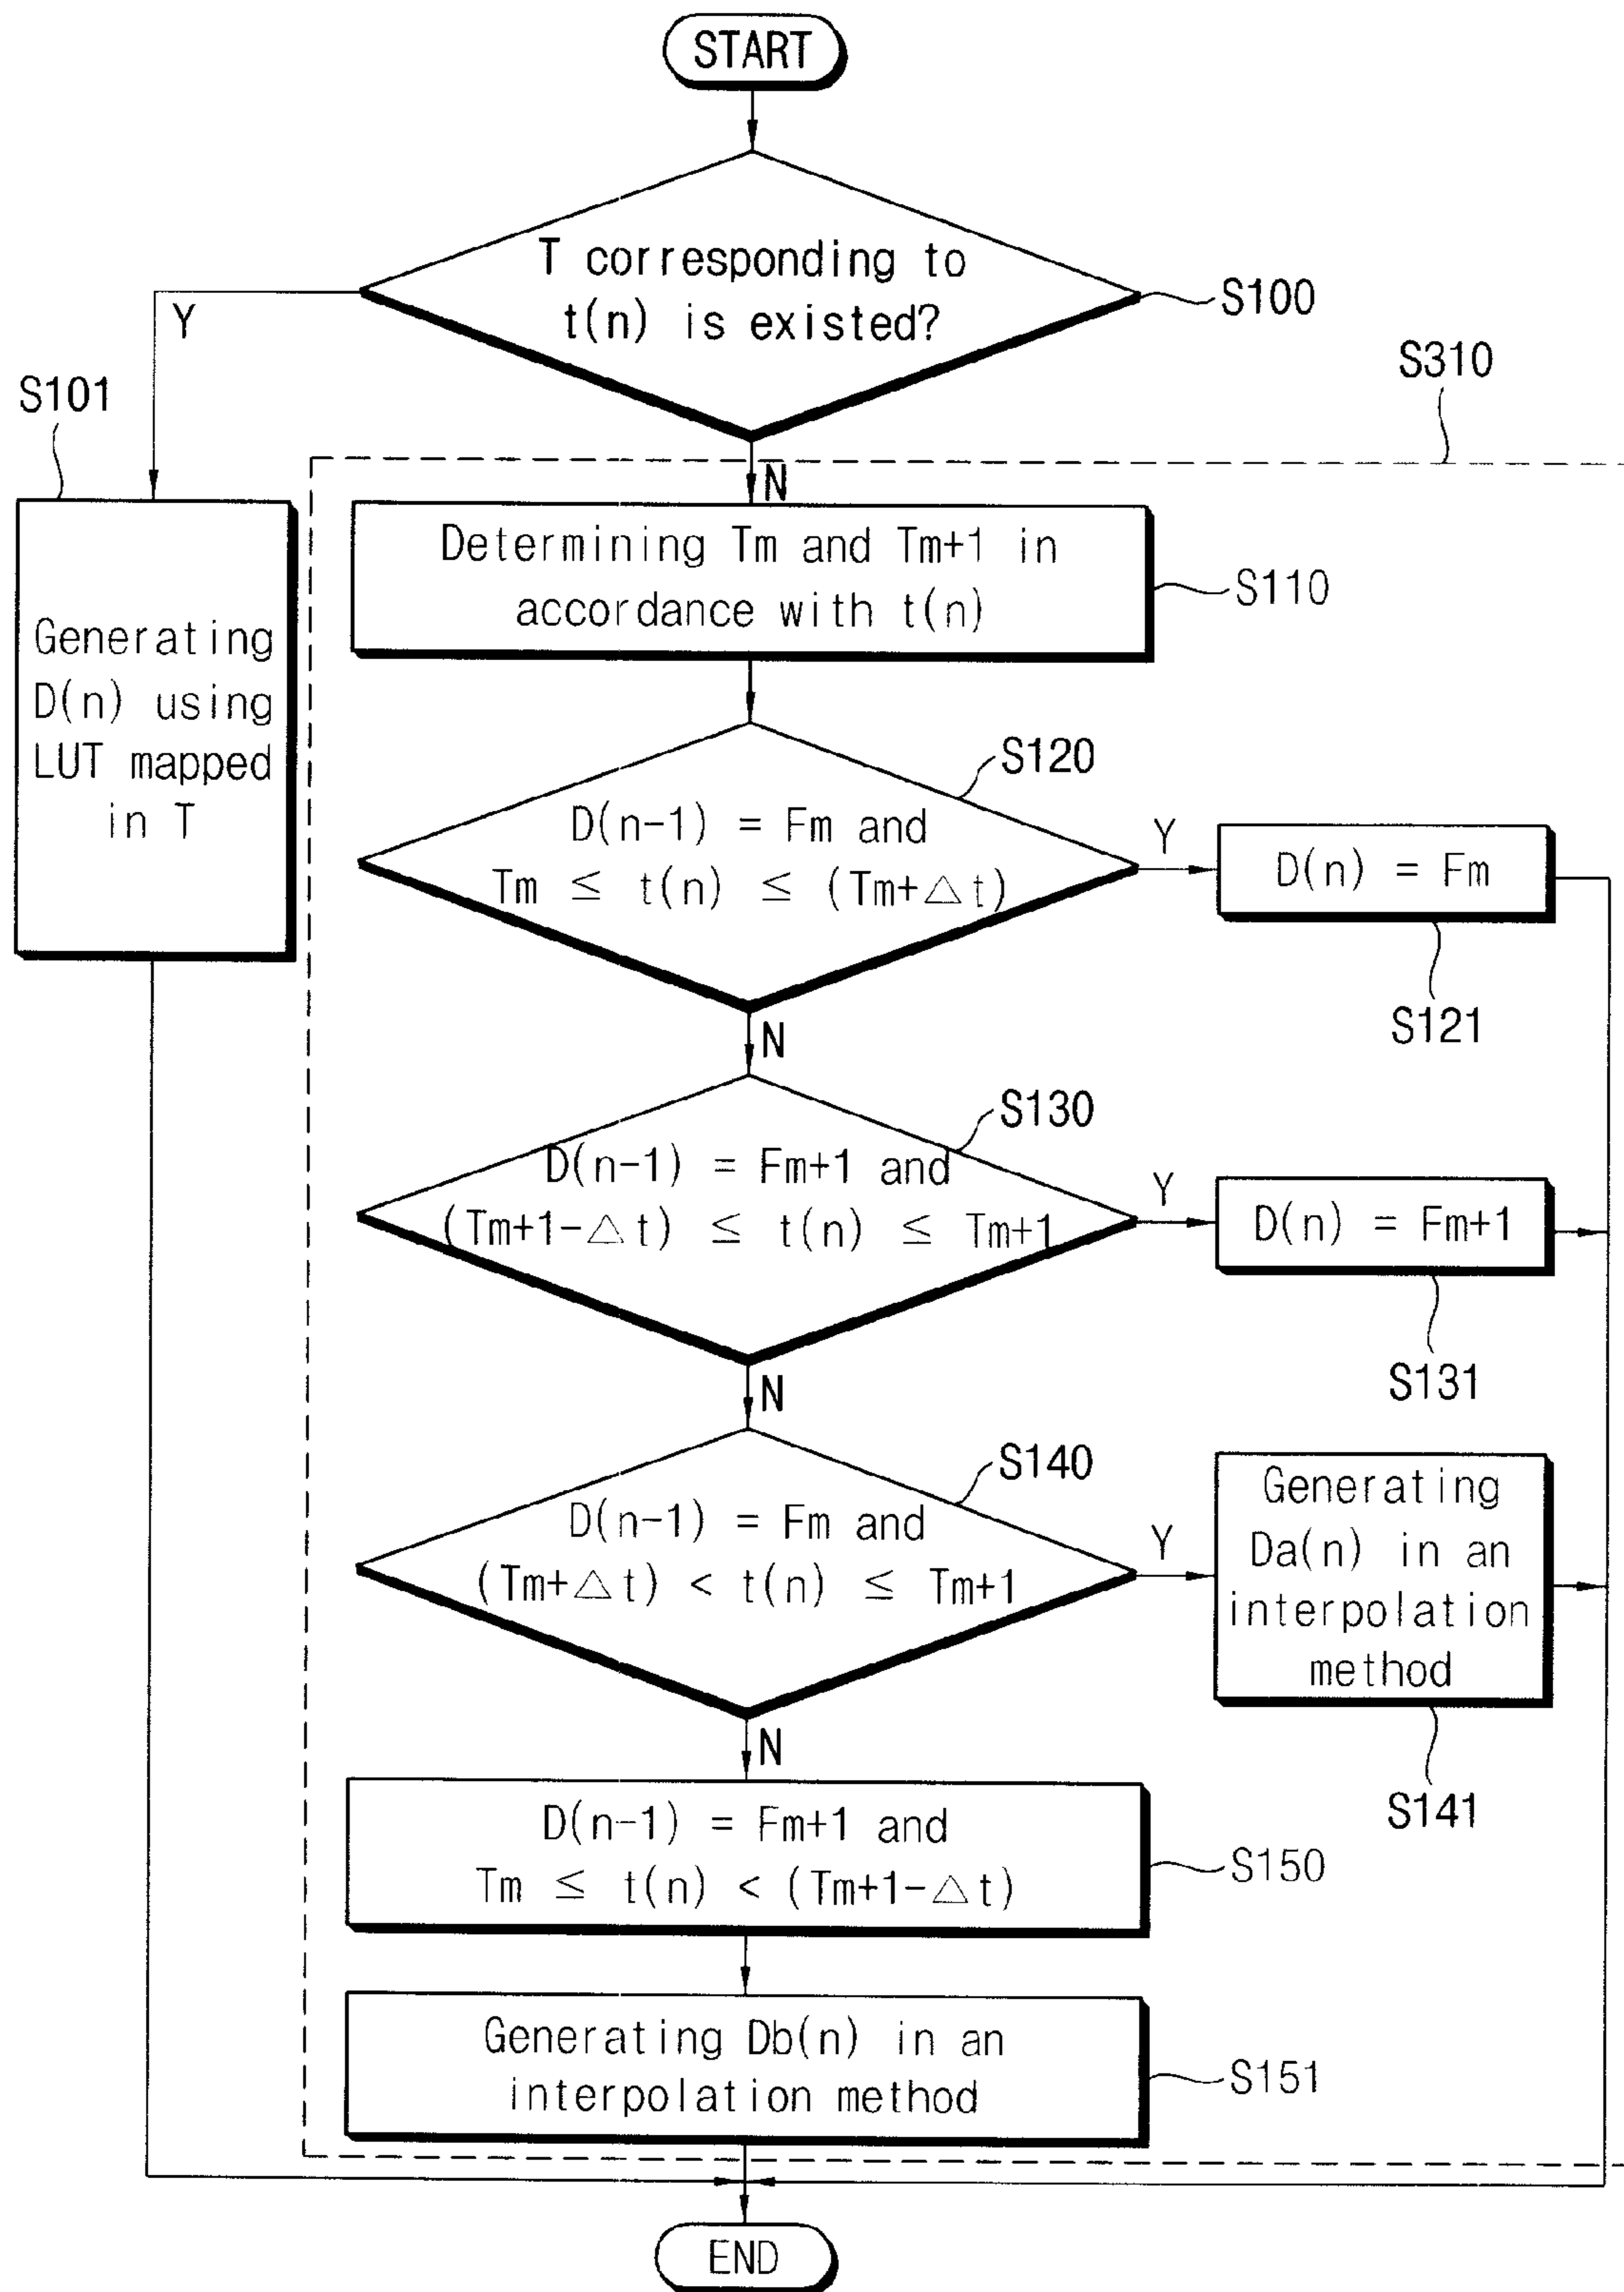 START
T corresponding to
t(n) is existed?
S100
Y
S310
S101
N
Generating
D(n) using
LUT mapped
in T
Determining Tm and Tm+1 in
accordance with t(n)
S110
S120
D(n-1) = Fm and
Tm ≤ t(n) ≤ (Tm+△t)
Y
D(n) = Fm
S121
N
S130
D(n-1) = Fm+1 and
(Tm+1-△t) ≤ t(n) ≤ Tm+1
Y
D(n) = Fm+1
S131
N
S140
D(n-1) = Fm and
(Tm+△t) < t(n) ≤ Tm+1
Y
Generating
Da(n) in an
interpolation
method
S141
N
D(n-1) = Fm+1 and
Tm ≤ t(n) < (Tm+1-△t)
S150
Generating Db(n) in an
interpolation method
S151
END